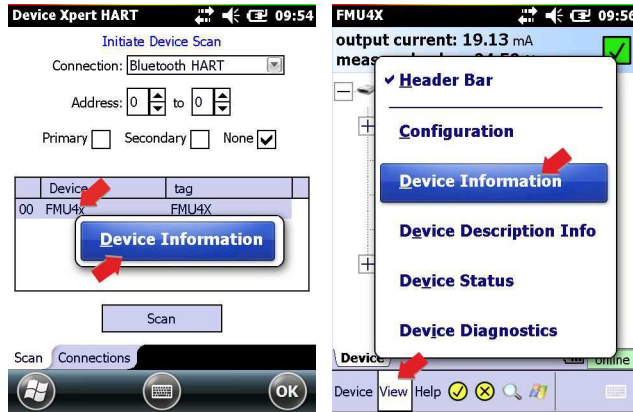 Device Xpert HART 09:54
Initiate Device Scan
Connection: Bluetooth HART
Address: 0 to 0
Primary Secondary None
Device tag
00 FMU4x FMU4X
Device Information
Scan
Scan Connections
OK
FMU4X 09:56
output current: 19.13 mA
Header Bar
Configuration
Device Information
Device Description Info
Device Status
Device Diagnostics
Device Online
Device View Help